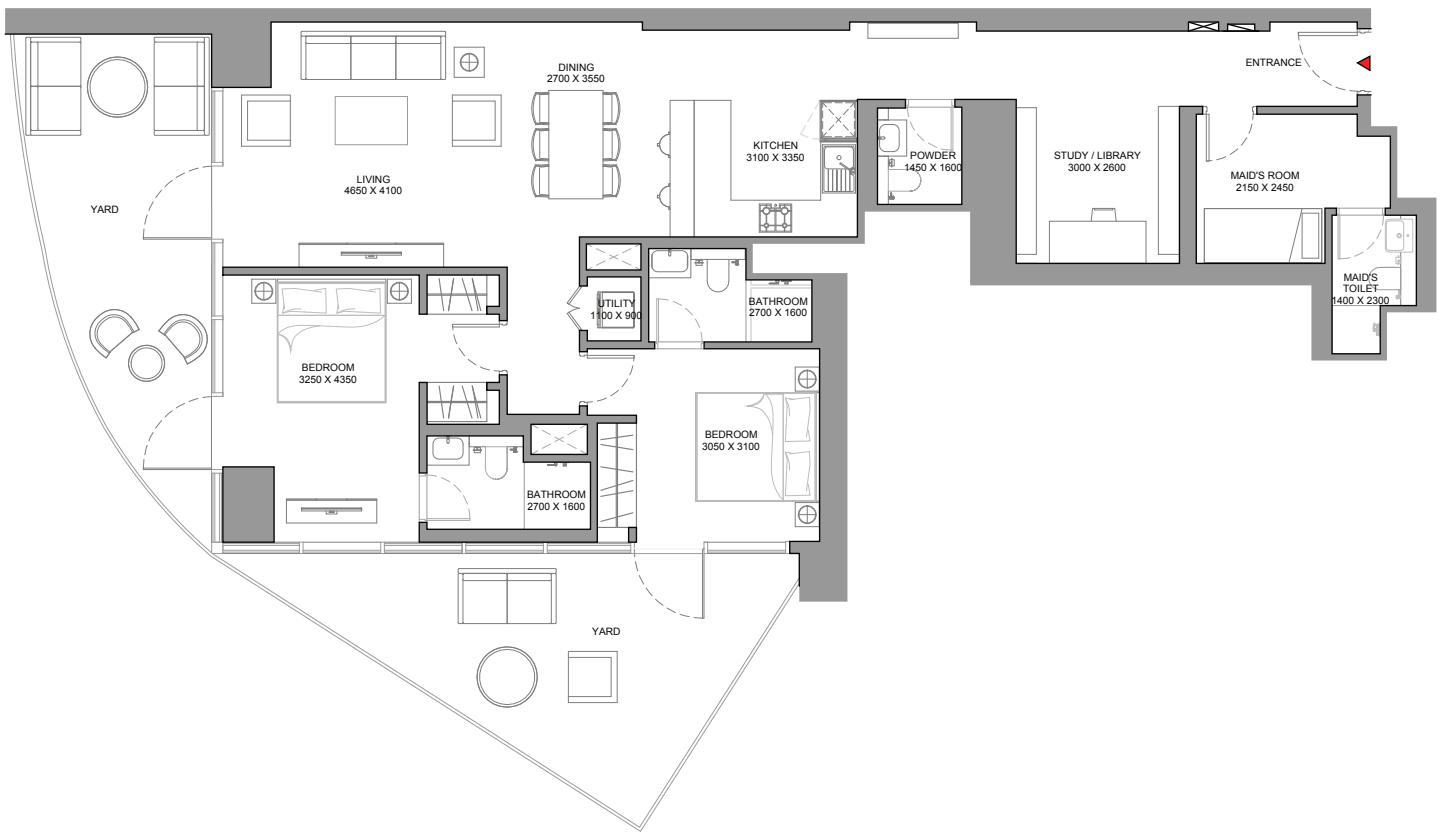 ENTRANCE
DINING
2700 X 3550
KITCHEN
3100 X 3350
POWDER
1450 X 1600
STUDY / LIBRARY
3000 X 2600
MAID'S ROOM
2150 X 2450
LIVING
4650 X 4100
YARD
MAID'S
TOILET
1400 X 2300
UTILITY
1100 X 900
BATHROOM
2700 X 1600
BEDROOM
3250 X 4350
BEDROOM
3050 X 3100
BATHROOM
2700 X 1600
YARD